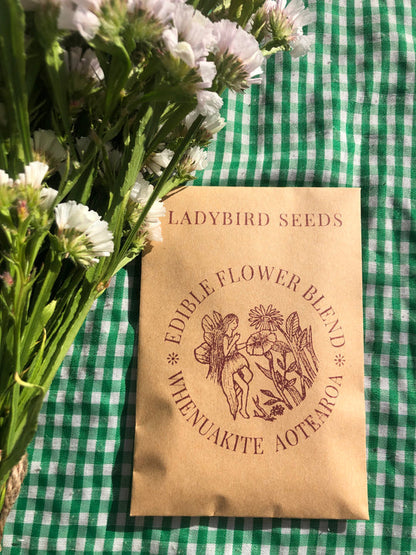 LADYBIRD SEEDS
EDIBLE FLOWER BLEND
WHENUAKITE AOTEAROA